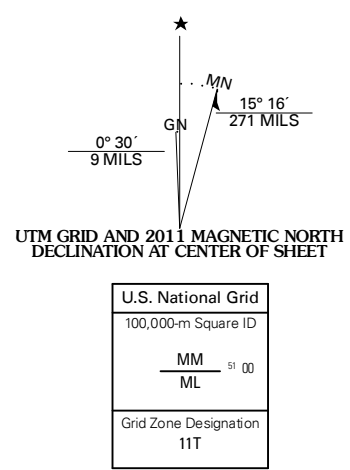 ★
MN
15° 16´
271 MILS
GN
0° 30´
9 MILS
UTM GRID AND 2011 MAGNETIC NORTH
DECLINATION AT CENTER OF SHEET
U.S. National Grid
100,000-m Square ID
MM
51 00
ML
Grid Zone Designation
11T